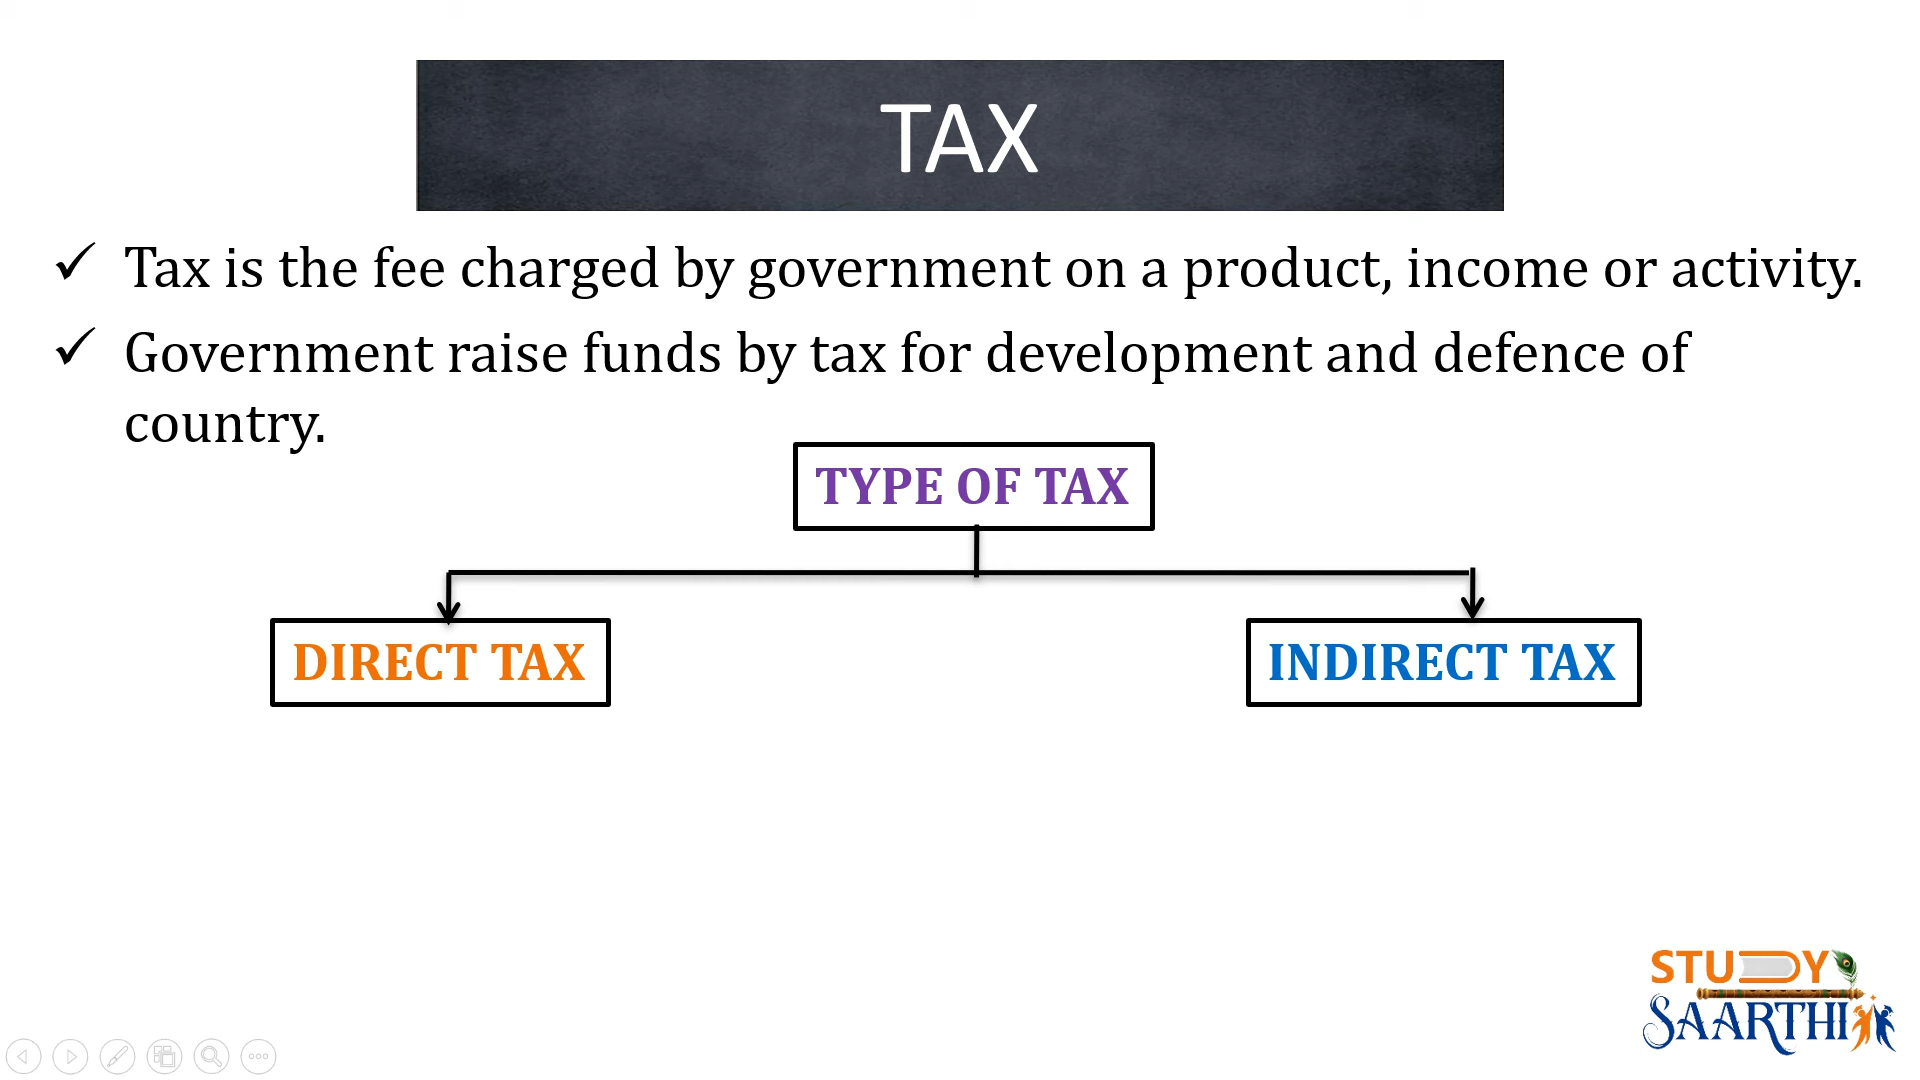 TAX
✓ Tax is the fee charged by government on a product, income or activity.
✓ Government raise funds by tax for development and defence of
country.
TYPE OF TAX
DIRECT TAX
INDIRECT TAX
STUDY
SAARTHI